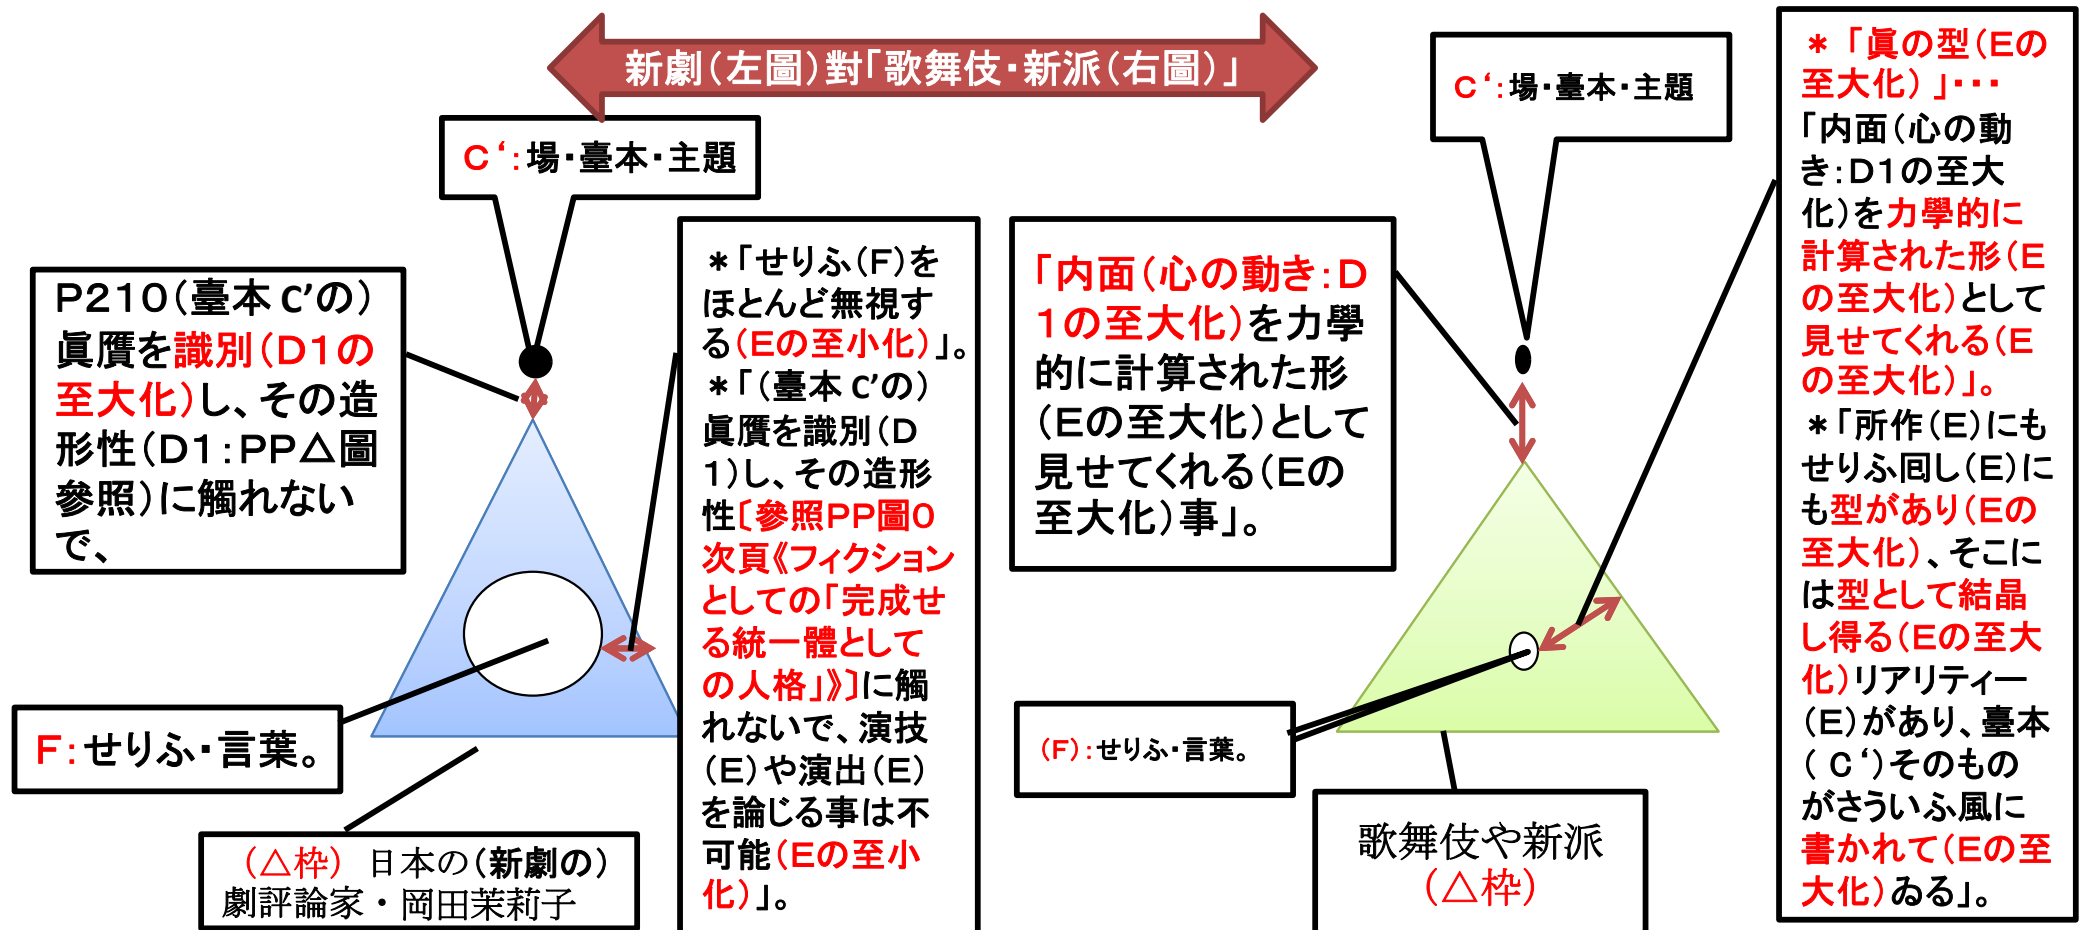 新劇(左圖)對「歌舞伎・新派(右圖)」
C‘:場・臺本・主題
P210(臺本C’の)
眞贋を識別(D1の
至大化)し、その造
形性(D1:PP△圖
參照)に觸れない
で、
F:せりふ・言葉。
(△枠) 日本の(新劇の)
劇評論家・岡田茉莉子
*「せりふ(F)を
ほとんど無視す
る(Eの至小化)」。
*「(臺本C’の)
眞贋を識別(D
1)し、その造形
性〔參照PP圖0
次頁《フィクション
としての「完成せ
る統一體として
の人格」》〕に觸
れないで、演技
(E)や演出(E)
を論じる事は不
可能(Eの至小
化)」。
C‘:場・臺本・主題
「内面(心の動き:D
1の至大化)を力學
的に計算された形
(Eの至大化)として
見せてくれる(Eの
至大化)事」。
(F):せりふ・言葉。
歌舞伎や新派
(△枠)
*「眞の型(Eの
至大化)」・・・
「内面(心の動
き:D1の至大
化)を力學的に
計算された形(E
の至大化)として
見せてくれる(E
の至大化)」。
*「所作(E)にも
せりふ囘し(E)に
も型があり(Eの
至大化)、そこに
は型として結晶
し得る(Eの至大
化)リアリティー
(E)があり、臺本
(C‘)そのもの
がさういふ風に
書かれて(Eの至
大化)ゐる」。